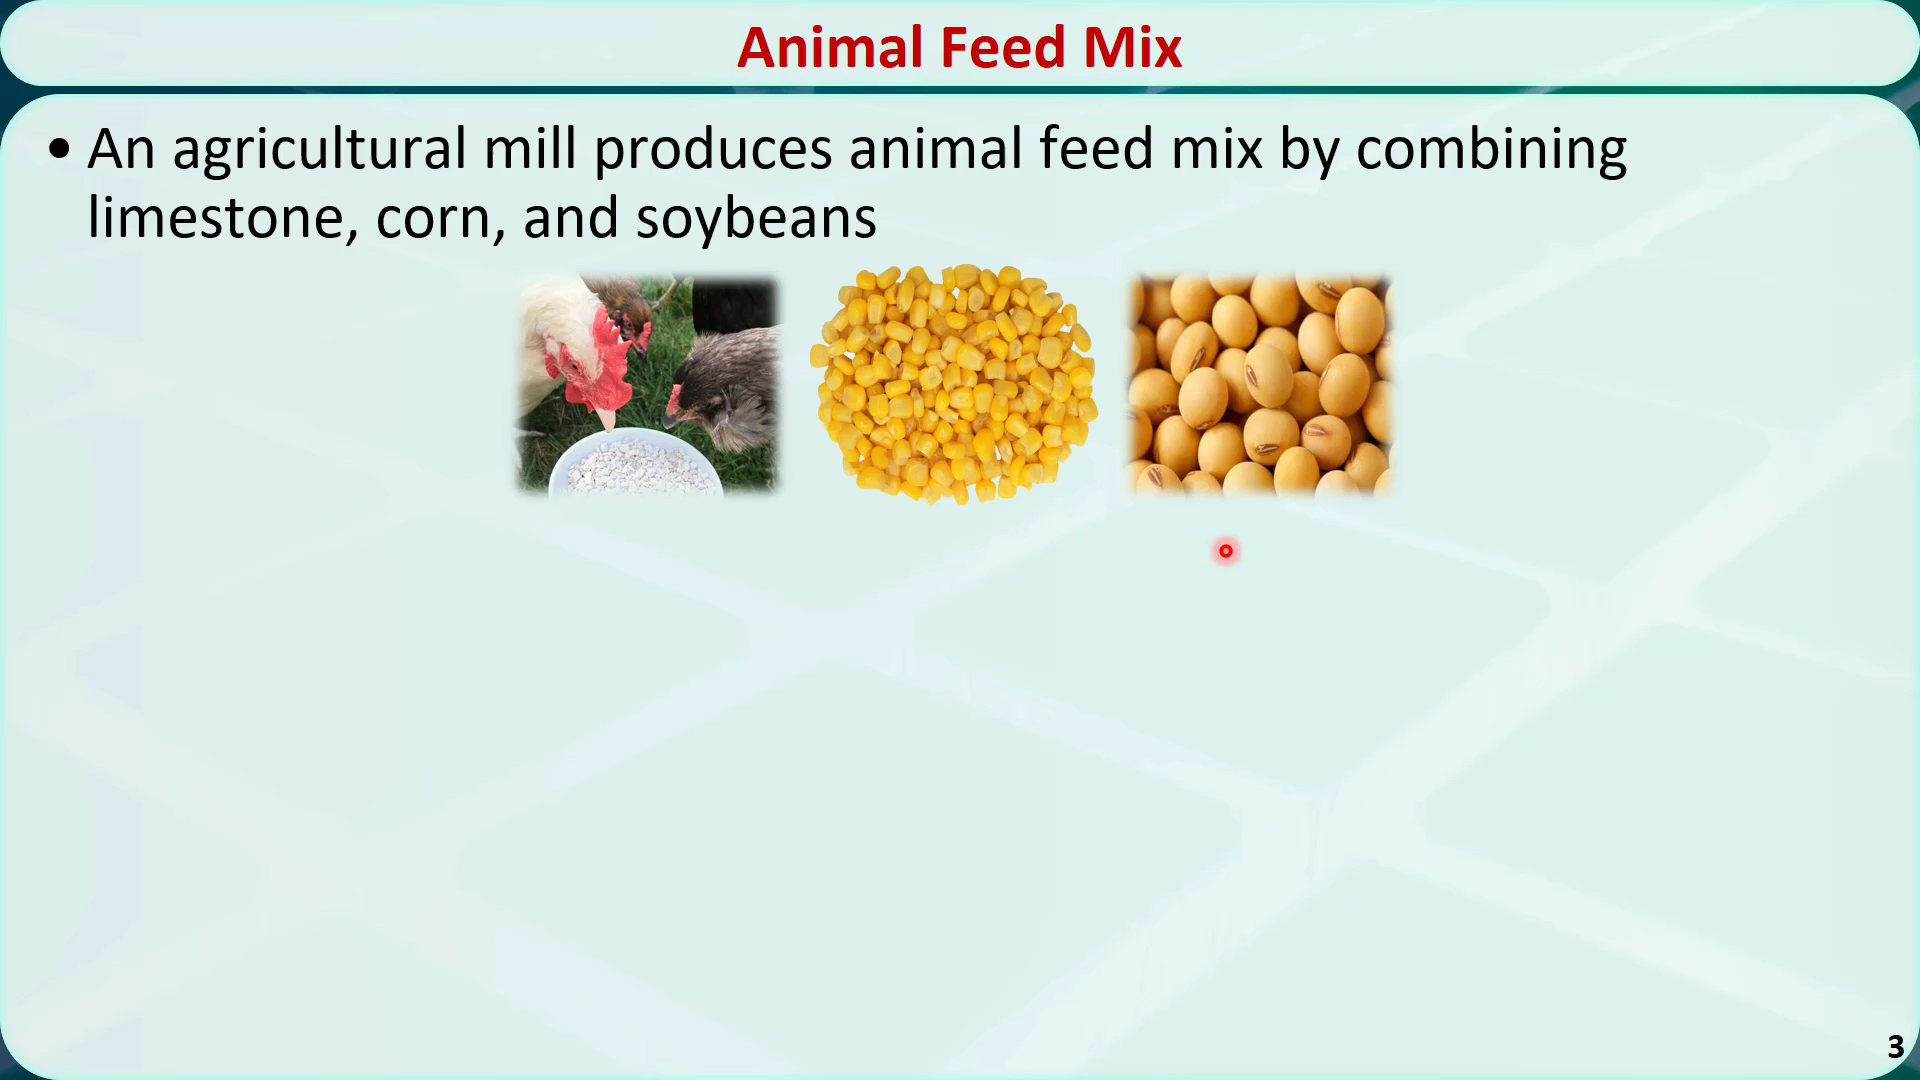 Animal Feed Mix
• An agricultural mill produces animal feed mix by combining
limestone, corn, and soybeans
3